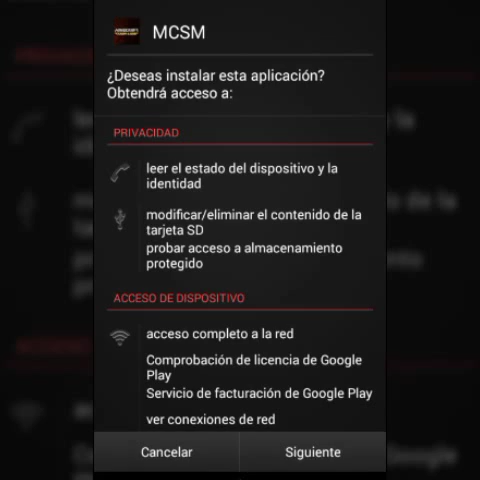 MCSM
¿Deseas instalar esta aplicación?
Obtendrá acceso a:
PRIVACIDAD
leer el estado del dispositivo y la
identidad
modificar/eliminar el contenido de la
tarjeta SD
probar acceso a almacenamiento
protegido
ACCESO DE DISPOSITIVO
acceso completo a la red
Comprobación de licencia de Google
Play
Servicio de facturación de Google Play
ver conexiones de red
Cancelar
Siguiente